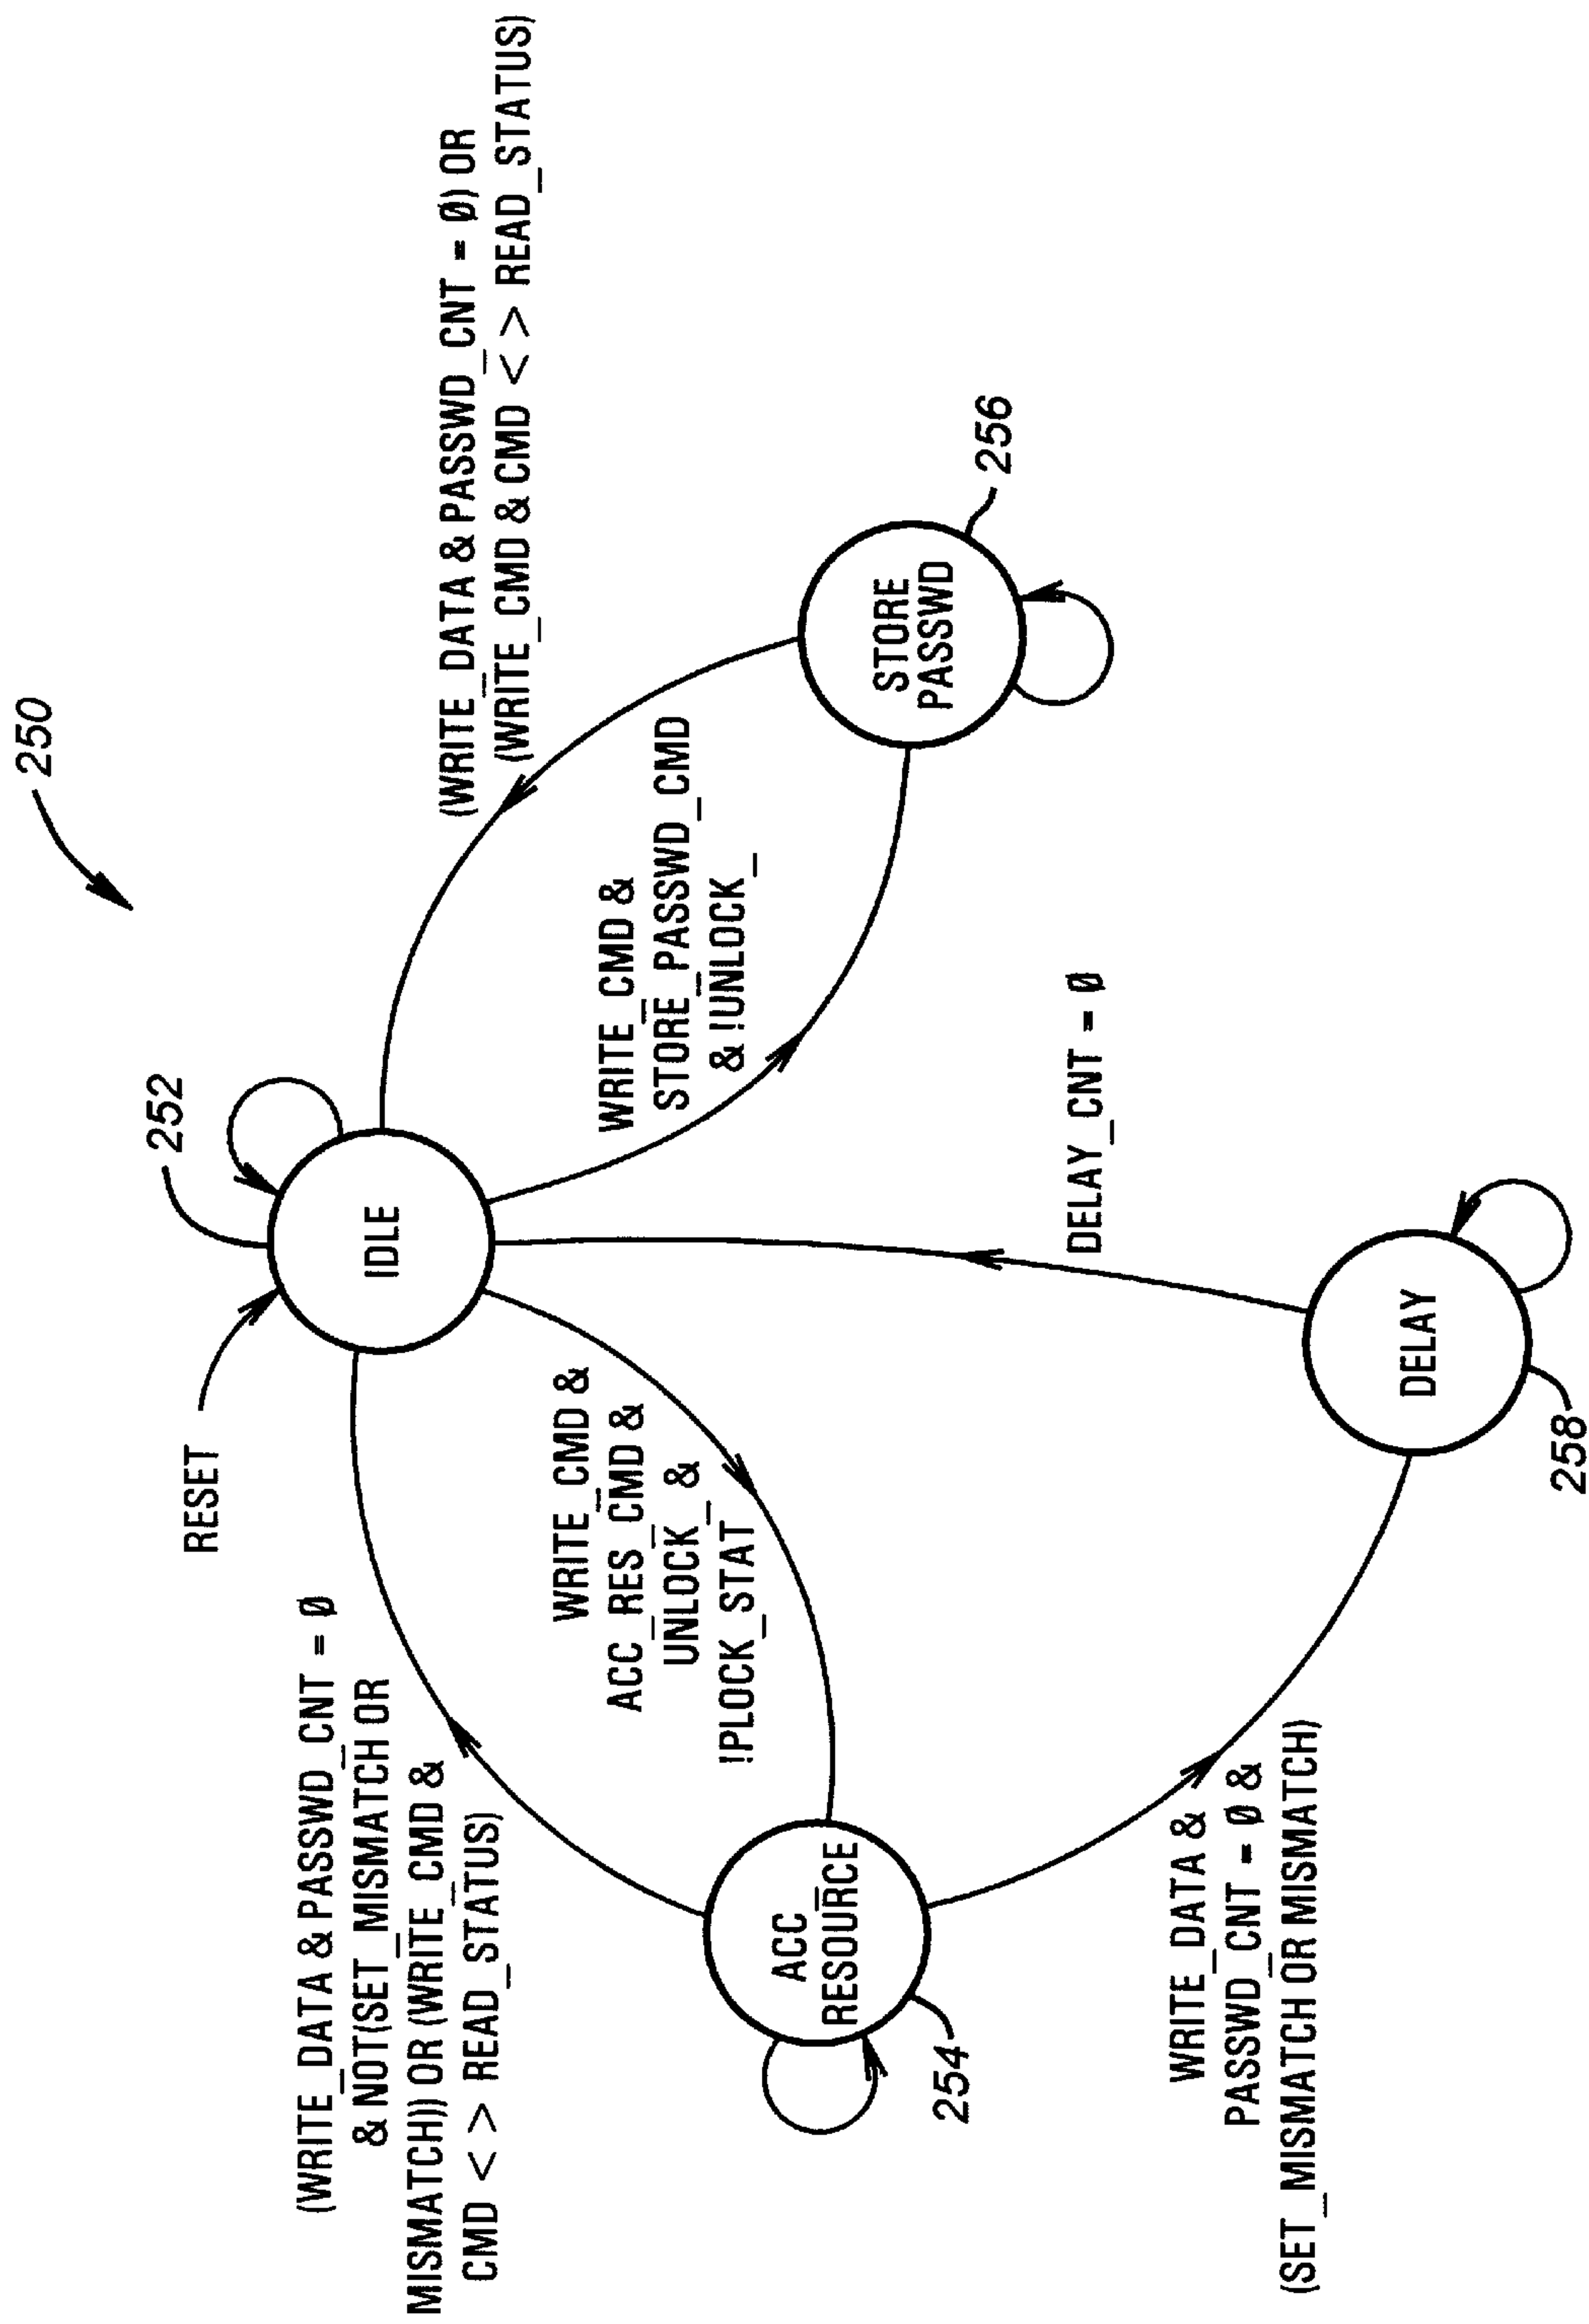 250
252
RESET
IDLE
(WRITE_DATA & PASSWD_CNT = Ø
& NOT(SET_MISMATCH OR
MISMATCH)) OR (WRITE_CMD &
CMD < > READ_STATUS)
(WRITE_DATA & PASSWD_CNT = Ø) OR
(WRITE_CMD & CMD < > READ_STATUS)
WRITE_CMD &
ACC_RES_CMD &
UNLOCK_ &
!PLOCK_STAT
WRITE_CMD &
STORE_PASSWD_CMD
& !UNLOCK_
ACC_
RESOURCE
254
STORE
PASSWD
256
DELAY_CNT = Ø
WRITE_DATA &
PASSWD_CNT = Ø &
(SET_MISMATCH OR MISMATCH)
DELAY
258